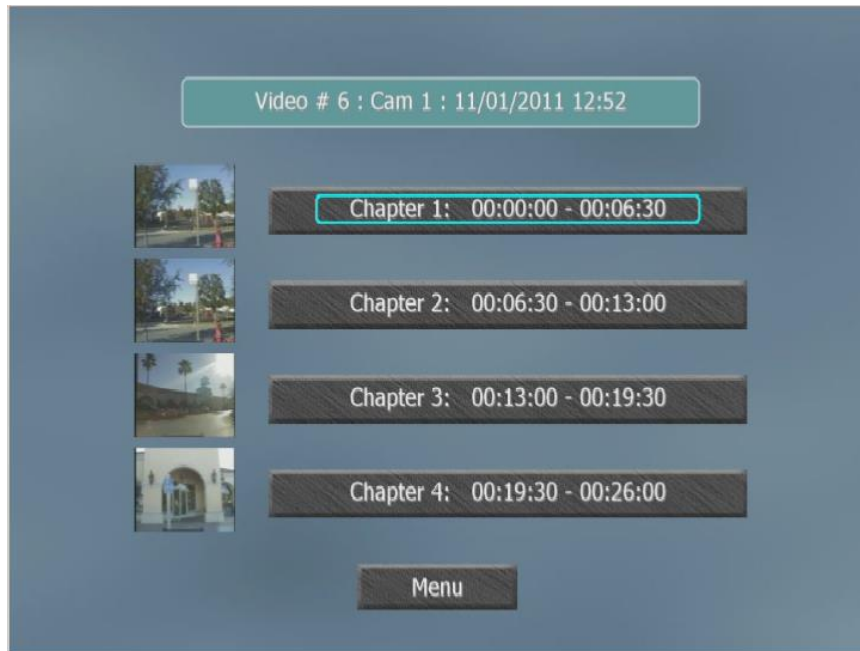 Video # 6 : Cam 1 : 11/01/2011 12:52
Chapter 1: 00:00:00 - 00:06:30
Chapter 2: 00:06:30 - 00:13:00
Chapter 3: 00:13:00 - 00:19:30
Chapter 4: 00:19:30 - 00:26:00
Menu